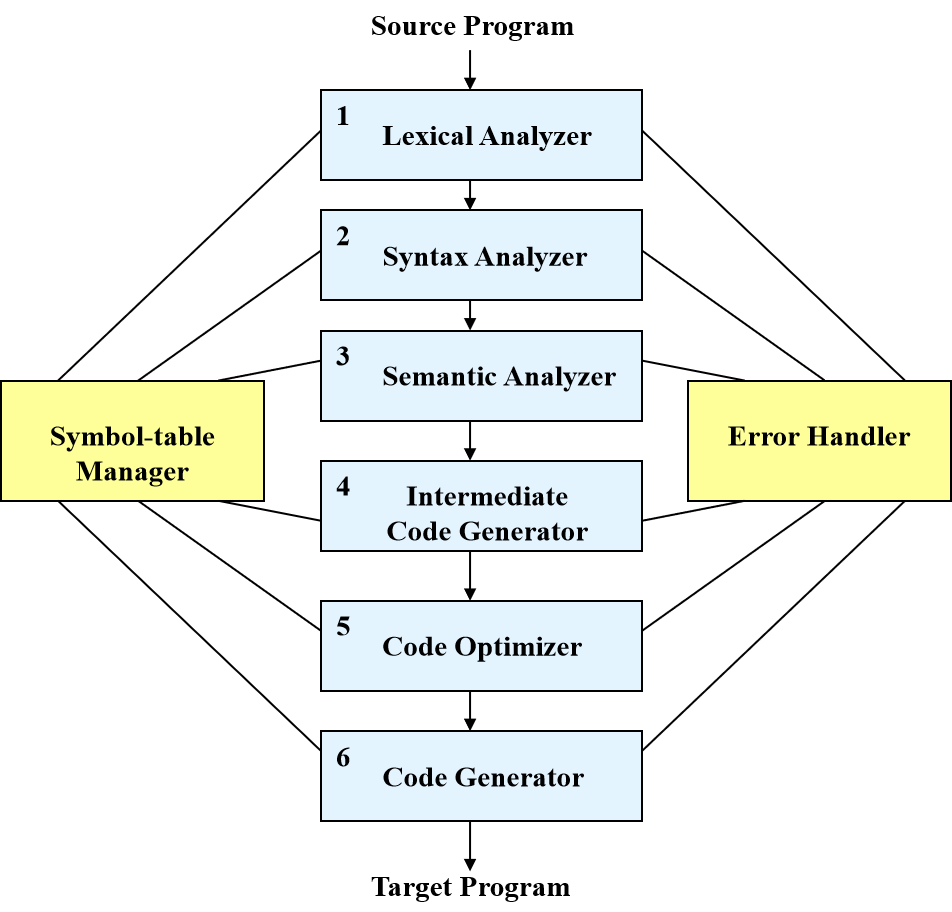 Source Program
1
Lexical Analyzer
2
Syntax Analyzer
3
Semantic Analyzer
Symbol-table
Manager
Error Handler
4
Intermediate
Code Generator
5
Code Optimizer
6
Code Generator
Target Program